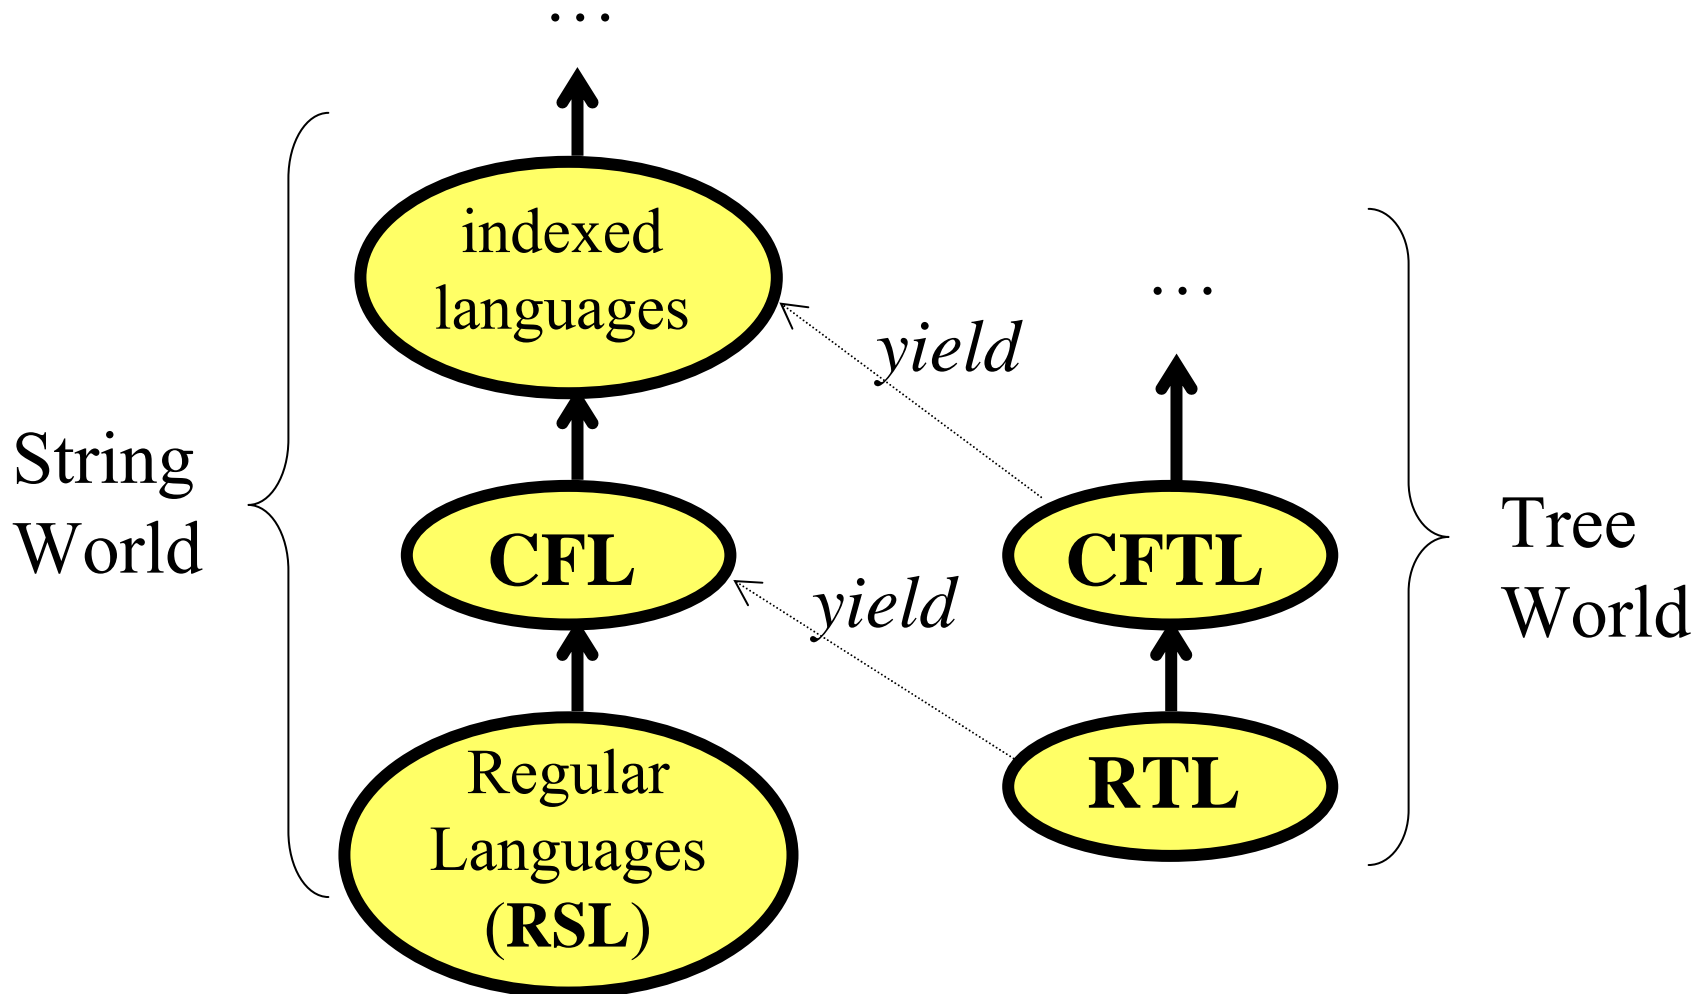 …
indexed
languages
…
yield
String
World
CFL
CFTL
Tree
World
yield
Regular
Languages
(RSL)
RTL